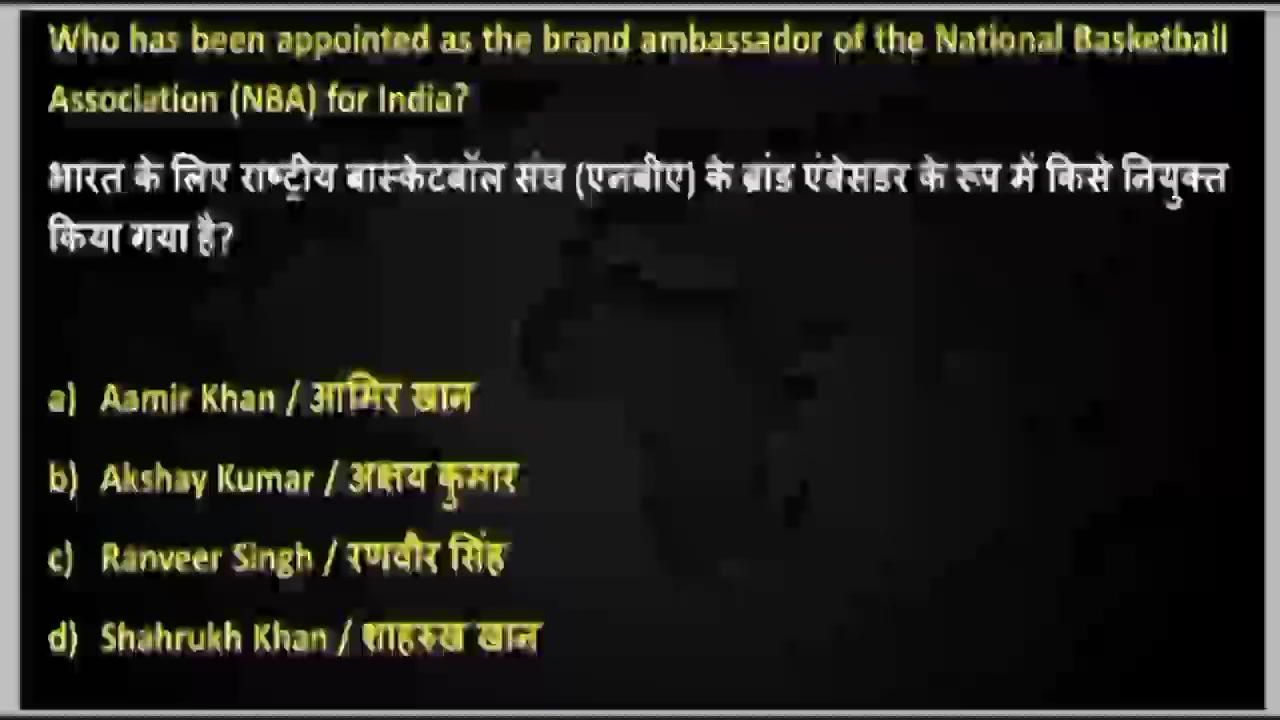 Who has been appointed as the brand ambassador of the National Basketball
Association (NBA) for India?
भारत के लिए राष्ट्रीय बास्केटबॉल संघ (एनबीए) के ब्रांड एंबेसडर के रूप में किसे नियुक्त
किया गया है?
a) Aamir Khan / आमिर खान
b) Akshay Kumar / अक्षय कुमार
c) Ranveer Singh / रणवीर सिंह
d) Shahrukh Khan / शाहरुख खान